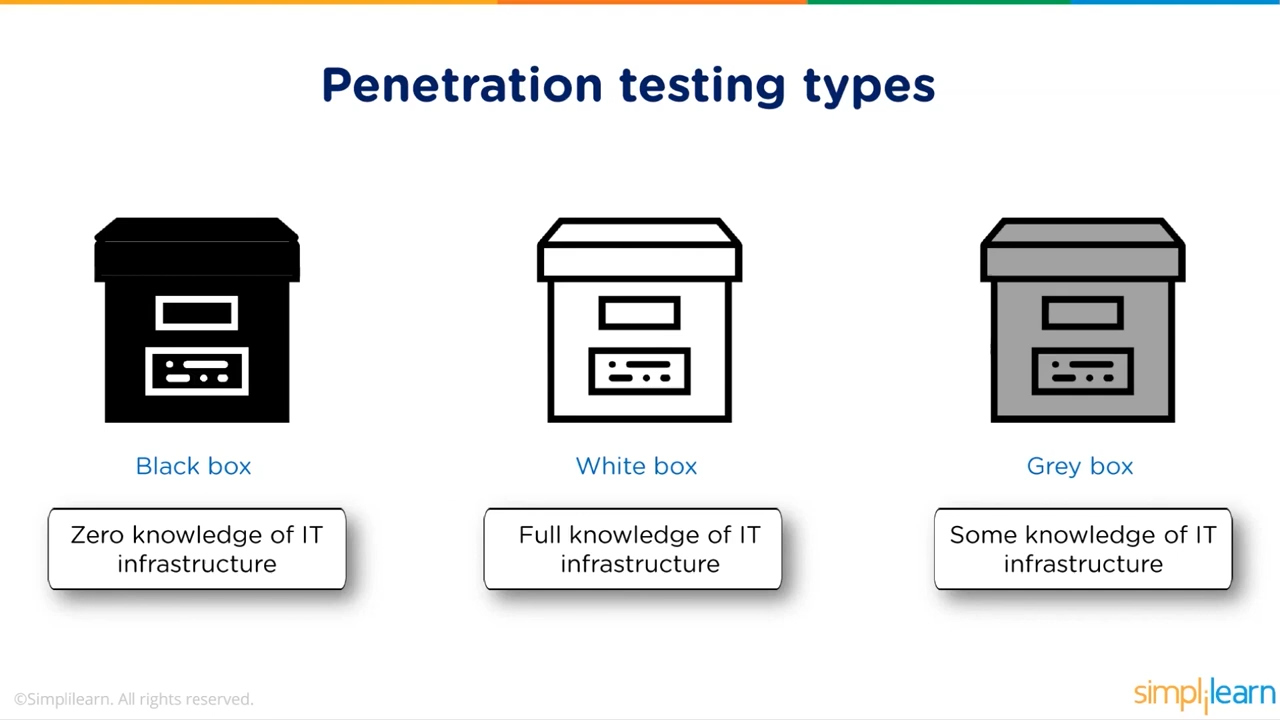 Penetration testing types
Black box
White box
Grey box
Zero knowledge of IT
infrastructure
Full knowledge of IT
infrastructure
Some knowledge of IT
infrastructure
©Simplilearn. All rights reserved.
simplilearn